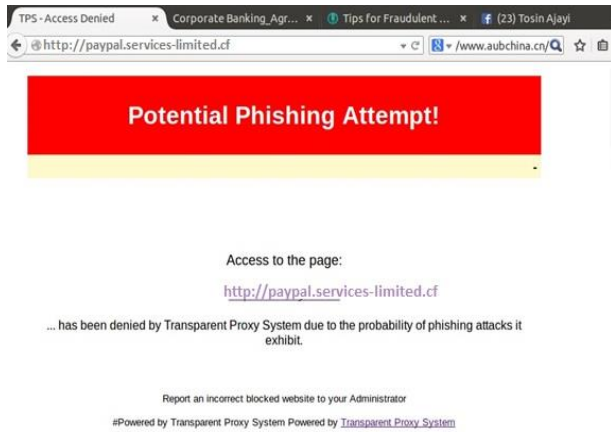 TPS - Access Denied
Corporate Banking_Agr...
Tips for Fraudulent ...
(23) Tosin Ajayi
http://paypal.services-limited.cf
/www.aubchina.cn/
Potential Phishing Attempt!
-
Access to the page:
http://paypal.services-limited.cf
... has been denied by Transparent Proxy System due to the probability of phishing attacks it
exhibit.
Report an incorrect blocked website to your Administrator
#Powered by Transparent Proxy System Powered by Transparent Proxy System